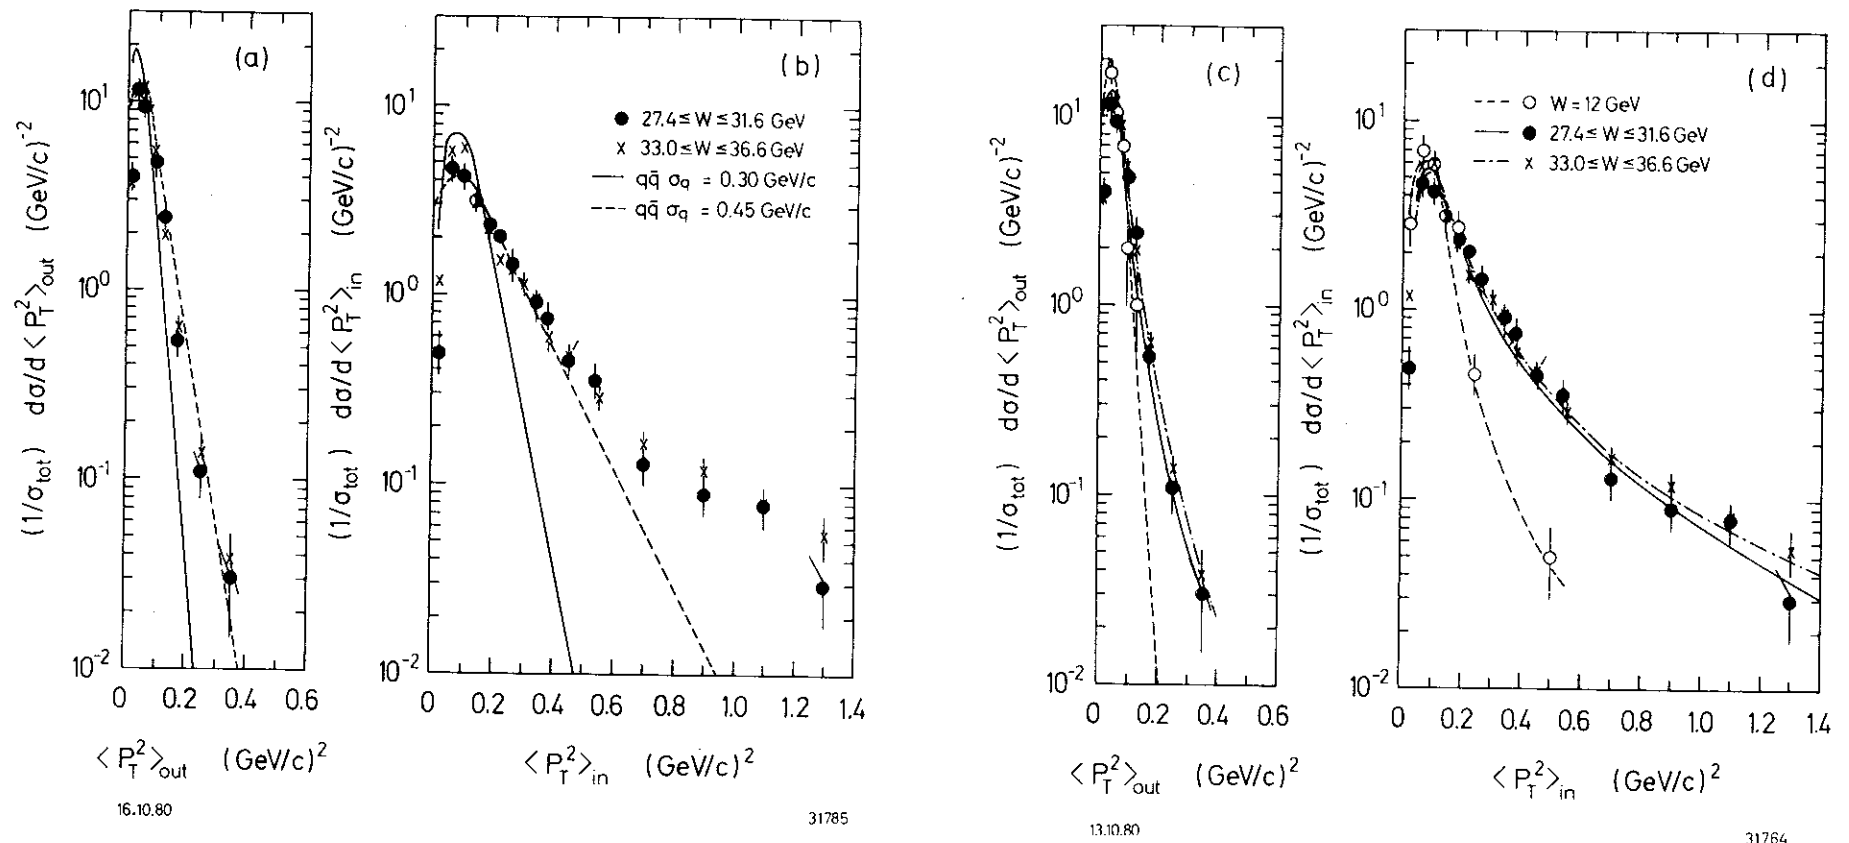 (a)
(1/σtot) dσ/d<P_T^2>out (GeV/c)^-2
10^1
10^0
10^-1
10^-2
0 0.2 0.4 0.6
<P_T^2>out (GeV/c)^2
16.10.80
(b)
● 27.4 ≤ W ≤ 31.6 GeV
x 33.0 ≤ W ≤ 36.6 GeV
—— qq̄ σq = 0.30 GeV/c
--- qq̄ σq = 0.45 GeV/c
(1/σtot) dσ/d<P_T^2>in (GeV/c)^-2
10^1
10^0
10^-1
10^-2
0 0.2 0.4 0.6 0.8 1.0 1.2 1.4
<P_T^2>in (GeV/c)^2
31785
(c)
(1/σtot) dσ/d<P_T^2>out (GeV/c)^-2
10^1
10^0
10^-1
10^-2
0 0.2 0.4 0.6
<P_T^2>out (GeV/c)^2
13.10.80
(d)
---○ W = 12 GeV
——● 27.4 ≤ W ≤ 31.6 GeV
—·—x 33.0 ≤ W ≤ 36.6 GeV
(1/σtot) dσ/d<P_T^2>in (GeV/c)^-2
10^1
10^0
10^-1
10^-2
0 0.2 0.4 0.6 0.8 1.0 1.2 1.4
<P_T^2>in (GeV/c)^2
31764